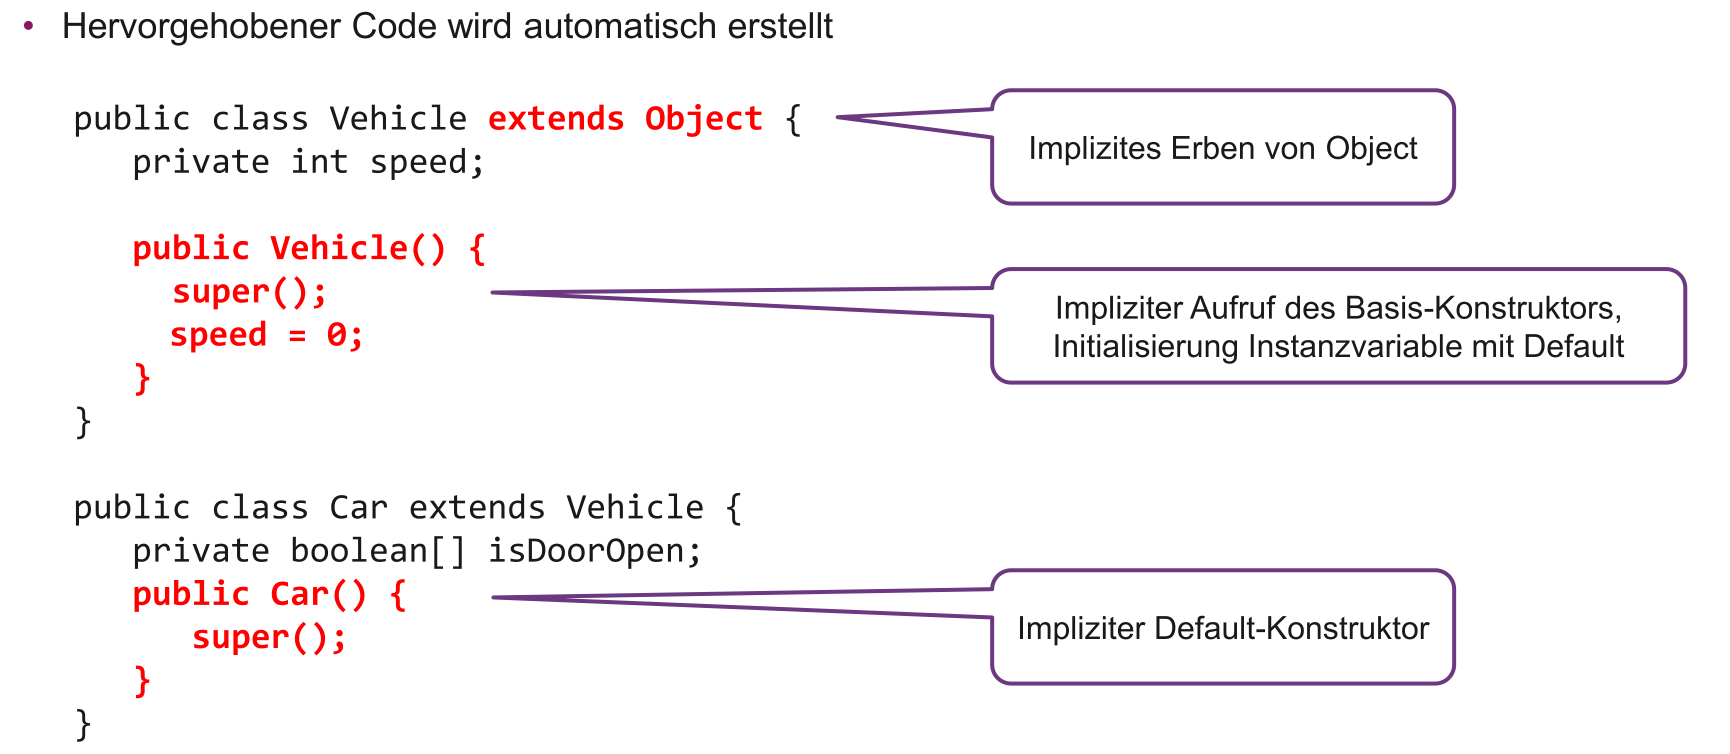 • Hervorgehobener Code wird automatisch erstellt
public class Vehicle extends Object {
private int speed;
public Vehicle() {
super();
speed = 0;
}
}
public class Car extends Vehicle {
private boolean[] isDoorOpen;
public Car() {
super();
}
}
Implizites Erben von Object
Impliziter Aufruf des Basis-Konstruktors,
Initialisierung Instanzvariable mit Default
Impliziter Default-Konstruktor